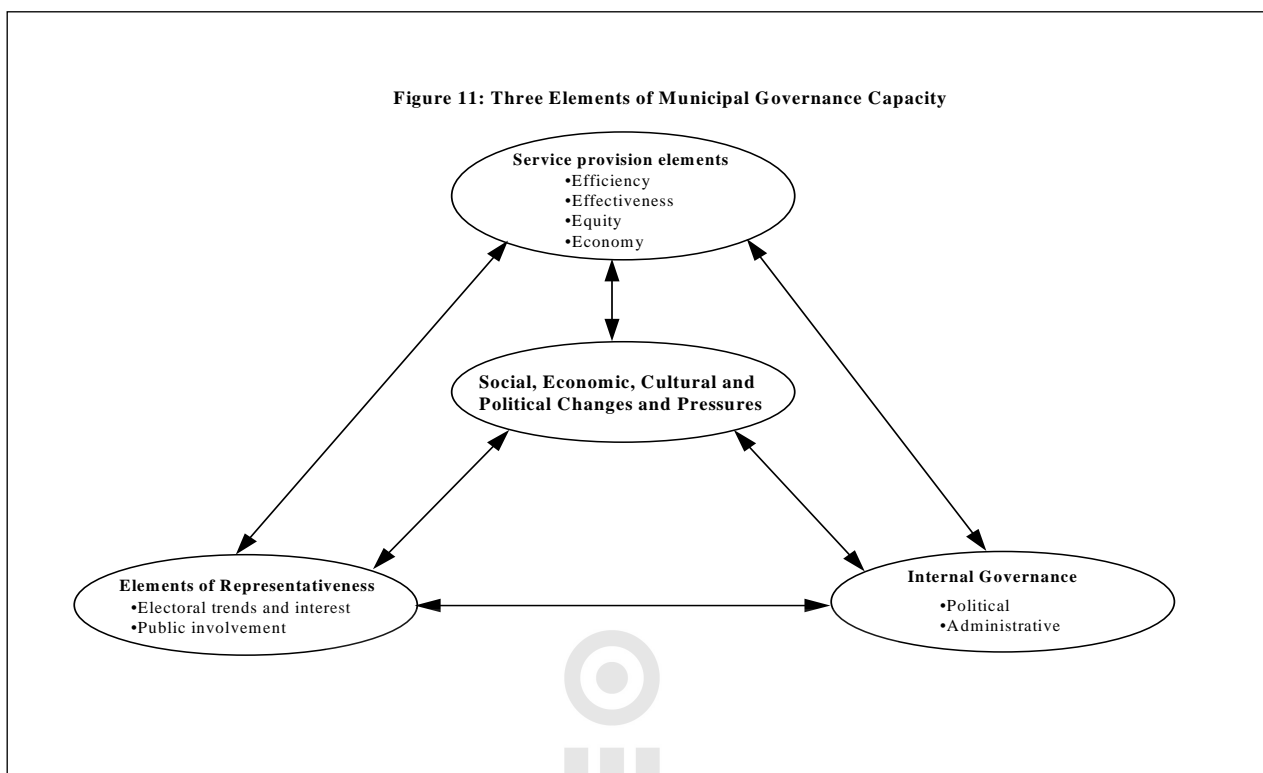 Figure 11: Three Elements of Municipal Governance Capacity
Service provision elements
•Efficiency
•Effectiveness
•Equity
•Economy
Social, Economic, Cultural and
Political Changes and Pressures
Elements of Representativeness
•Electoral trends and interest
•Public involvement
Internal Governance
•Political
•Administrative